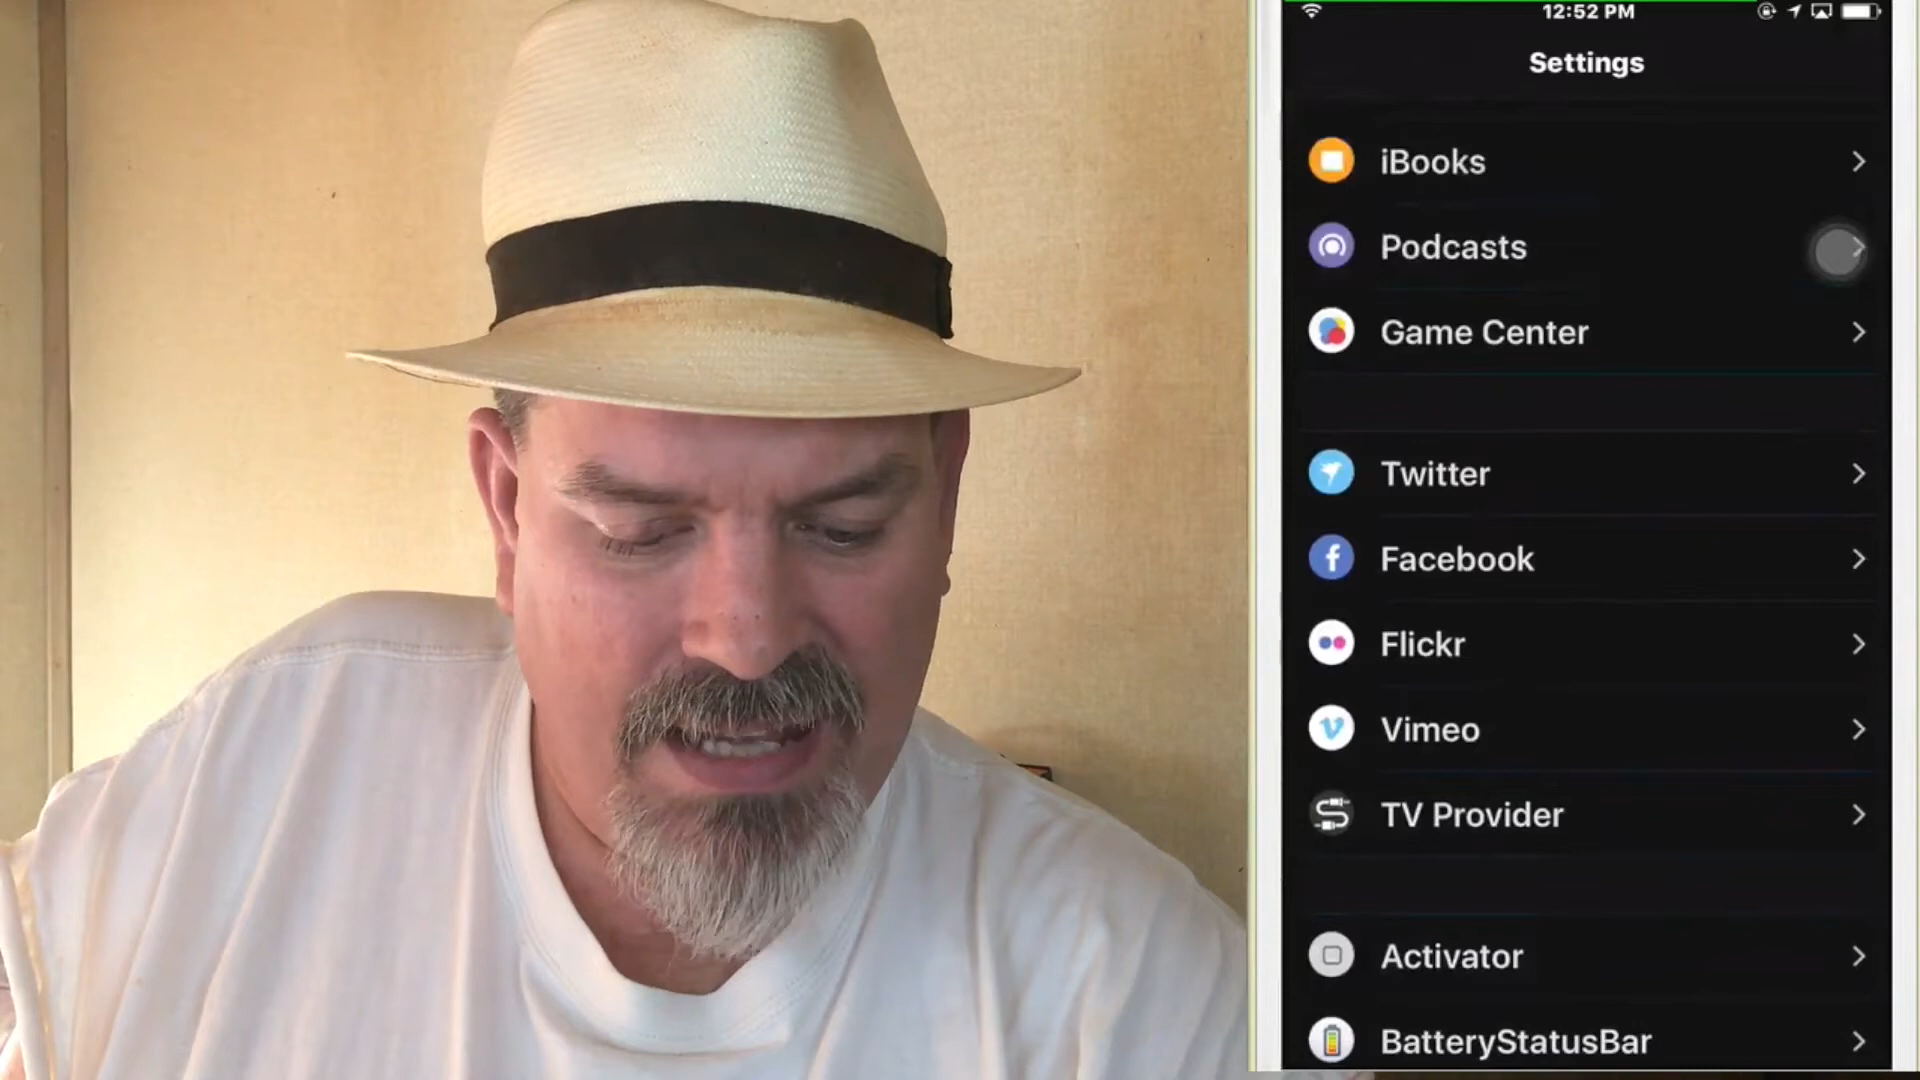 12:52 PM
Settings
iBooks
Podcasts
Game Center
Twitter
Facebook
Flickr
Vimeo
TV Provider
Activator
BatteryStatusBar